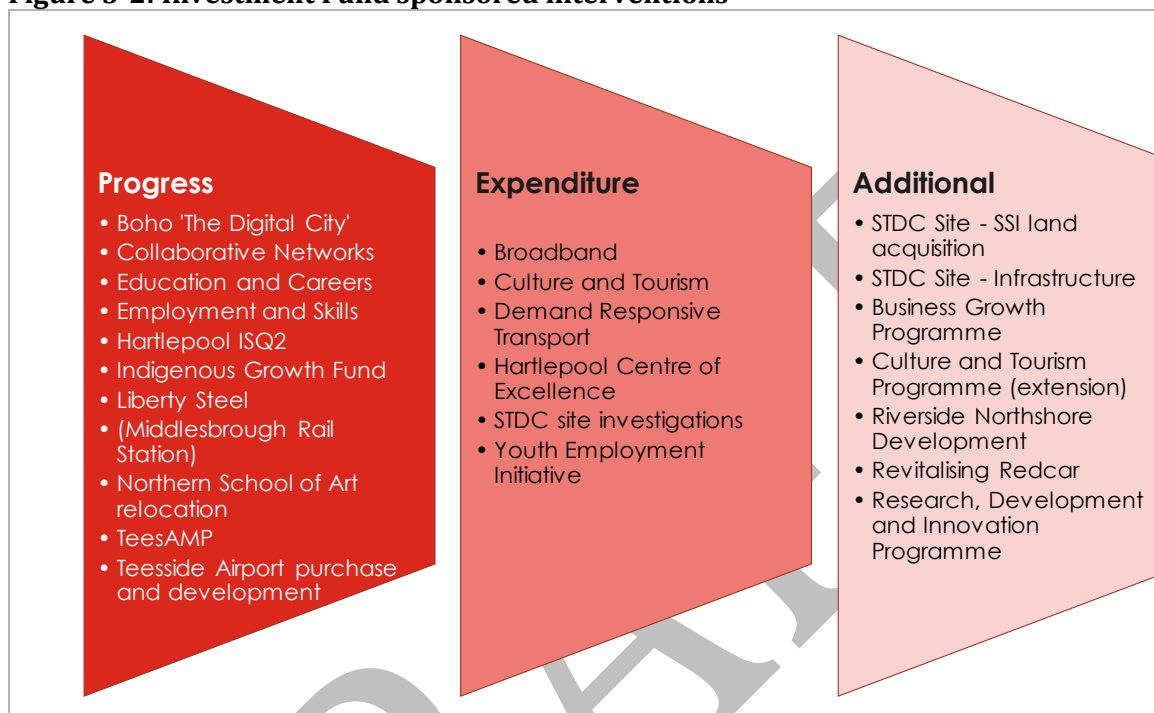 Figure 3-2: Investment Fund sponsored interventions
Progress
• Boho 'The Digital City'
• Collaborative Networks
• Education and Careers
• Employment and Skills
• Hartlepool ISQ2
• Indigenous Growth Fund
• Liberty Steel
• (Middlesbrough Rail
Station)
• Northern School of Art
relocation
• TeesAMP
• Teesside Airport purchase
and development
Expenditure
• Broadband
• Culture and Tourism
• Demand Responsive
Transport
• Hartlepool Centre of
Excellence
• STDC site investigations
• Youth Employment
Initiative
Additional
• STDC Site - SSI land
acquisition
• STDC Site - Infrastructure
• Business Growth
Programme
• Culture and Tourism
Programme (extension)
• Riverside Northshore
Development
• Revitalising Redcar
• Research, Development
and Innovation
Programme